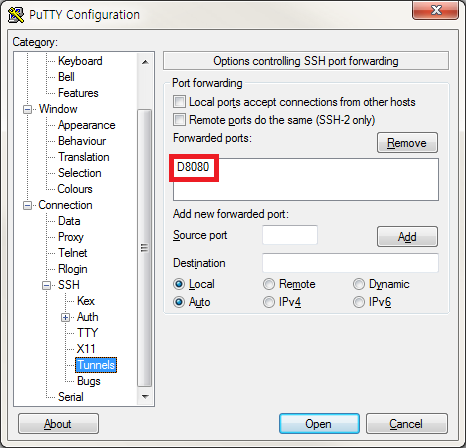 PuTTY Configuration
Category:
Keyboard
Bell
Features
Window
Appearance
Behaviour
Translation
Selection
Colours
Connection
Data
Proxy
Telnet
Rlogin
SSH
Kex
Auth
TTY
X11
Tunnels
Bugs
Serial
Options controlling SSH port forwarding
Port forwarding
Local ports accept connections from other hosts
Remote ports do the same (SSH-2 only)
Forwarded ports:
Remove
D8080
Add new forwarded port:
Source port
Add
Destination
Local Remote Dynamic
Auto IPv4 IPv6
About Open Cancel